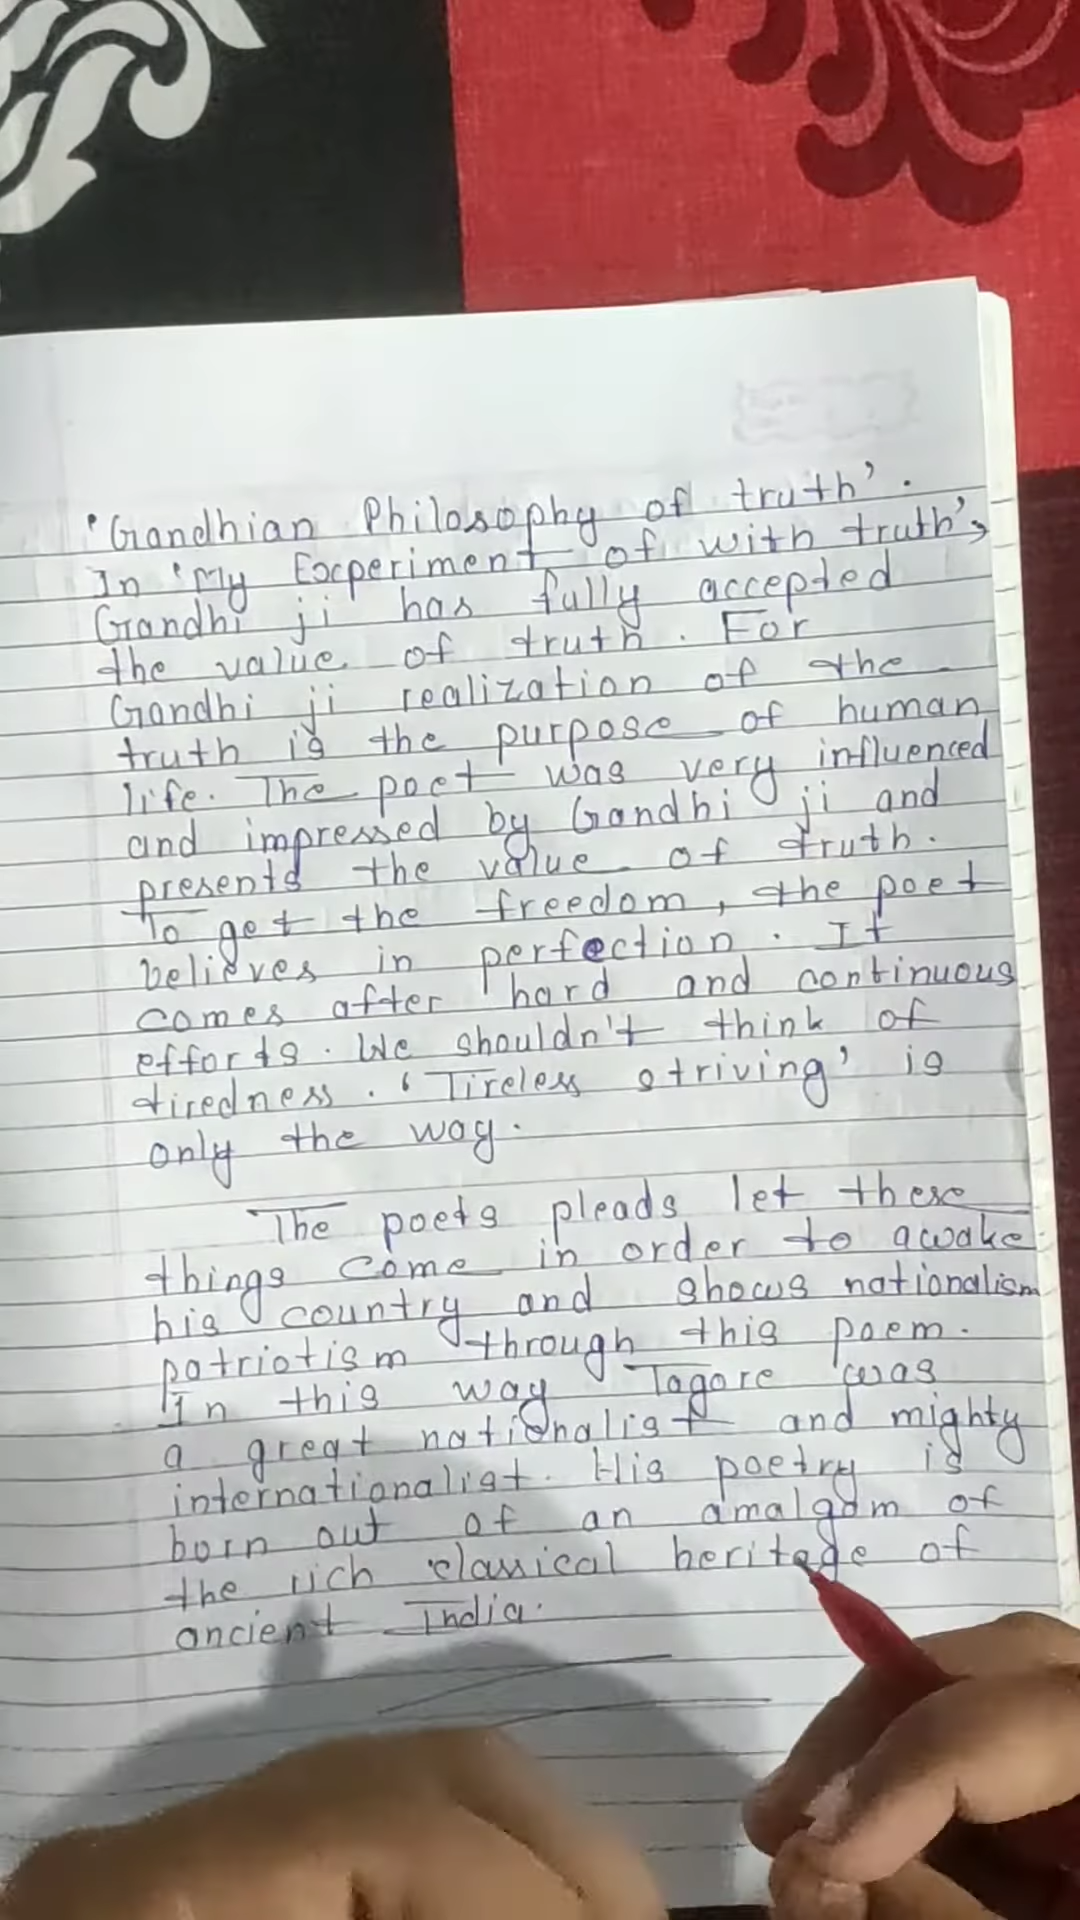 'Gandhian Philosophy of truth'.
In 'My Experiment of with truth',
Gandhi ji has fully accepted
the value of truth. For
Gandhi ji realization of the
truth is the purpose of human
life. The poet was very influenced
and impressed by Gandhi ji and
presents the value of truth.
To get the freedom, the poet
believes in perfection. It
comes after hard and continuous
efforts. We shouldn't think of
tiredness. 'Tireless striving' is
only the way.
The poets pleads let these
things come in order to awake
his country and shows nationalism
patriotism through this poem.
In this way Tagore was
a great nationalist and mighty
internationalist. His poetry is
born out of an amalgam of
the rich classical heritage of
ancient India.